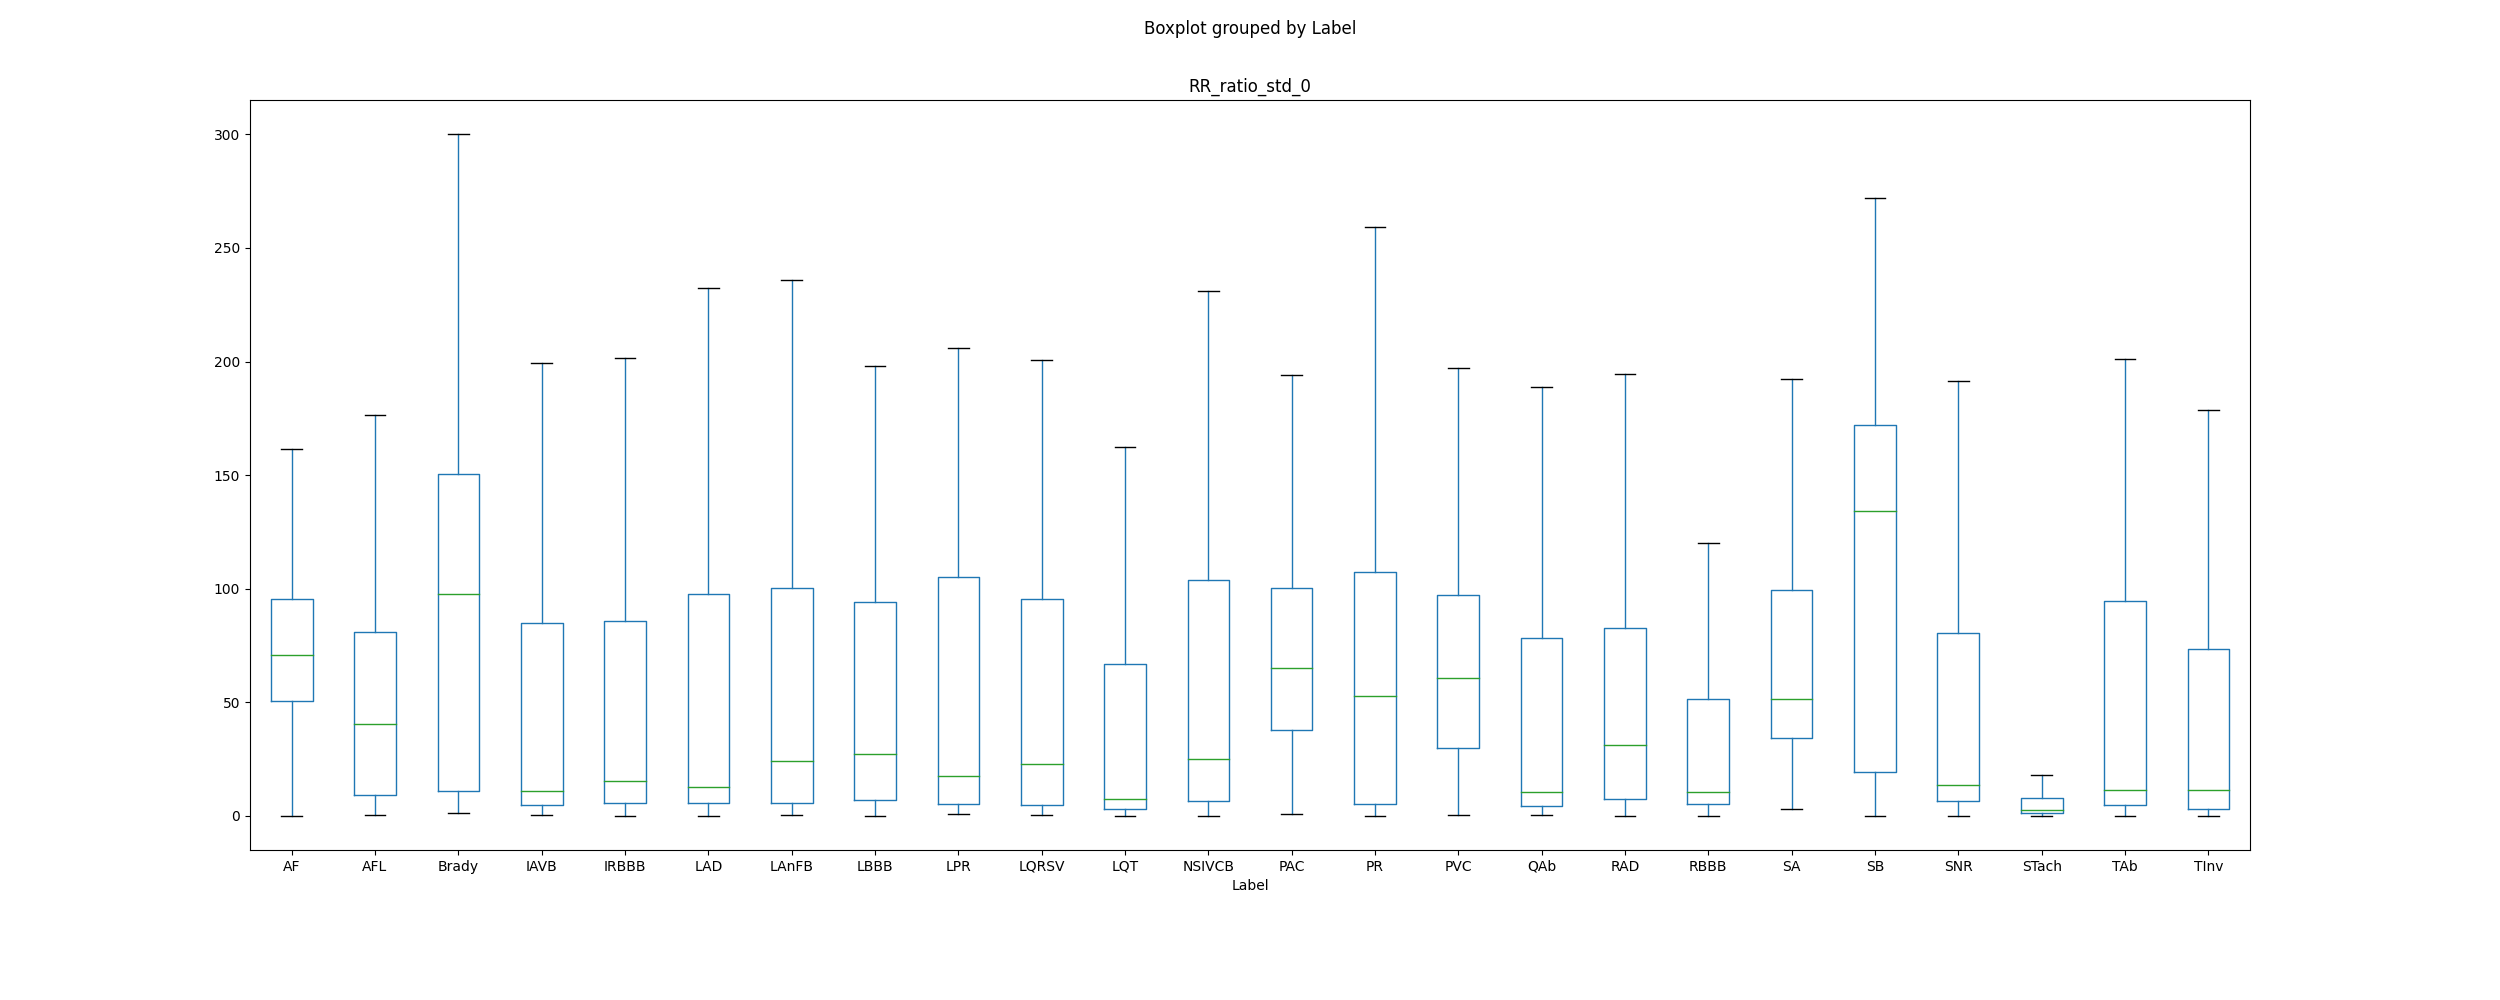 Boxplot grouped by Label
RR_ratio_std_0
300
250
200
150
100
50
0
AF AFL Brady IAVB IRBBB LAD LAnFB LBBB LPR LQRSV LQT NSIVCB PAC PR PVC QAb RAD RBBB SA SB SNR STach TAb TInv
Label